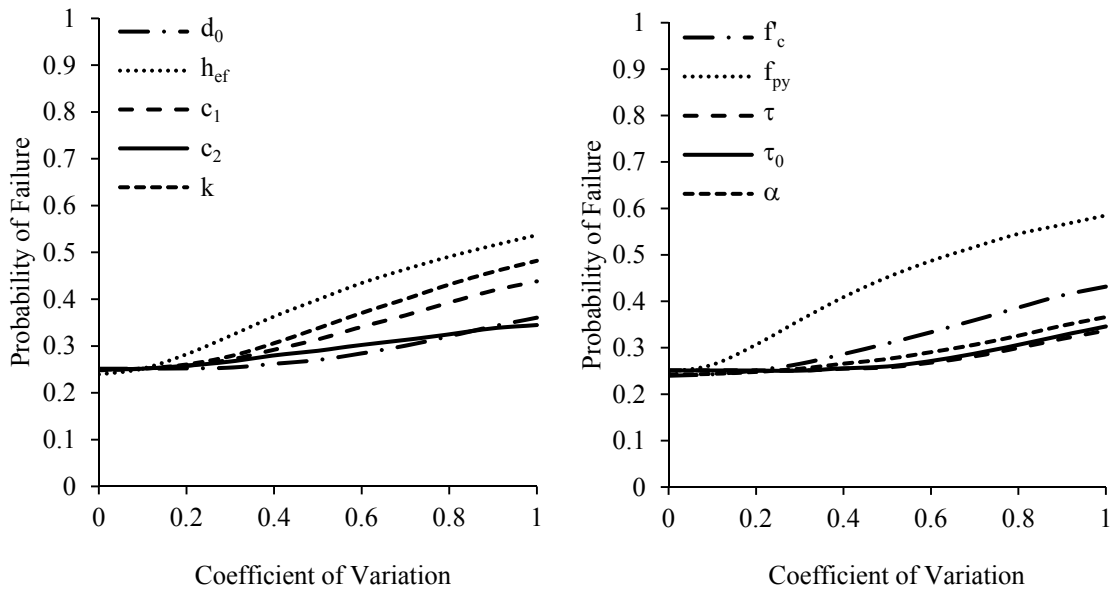 Probability of Failure
1
0.9
0.8
0.7
0.6
0.5
0.4
0.3
0.2
0.1
0
d0
hef
c1
c2
k
0 0.2 0.4 0.6 0.8 1
Coefficient of Variation
Probability of Failure
1
0.9
0.8
0.7
0.6
0.5
0.4
0.3
0.2
0.1
0
f'c
fpy
τ
τ0
α
0 0.2 0.4 0.6 0.8 1
Coefficient of Variation